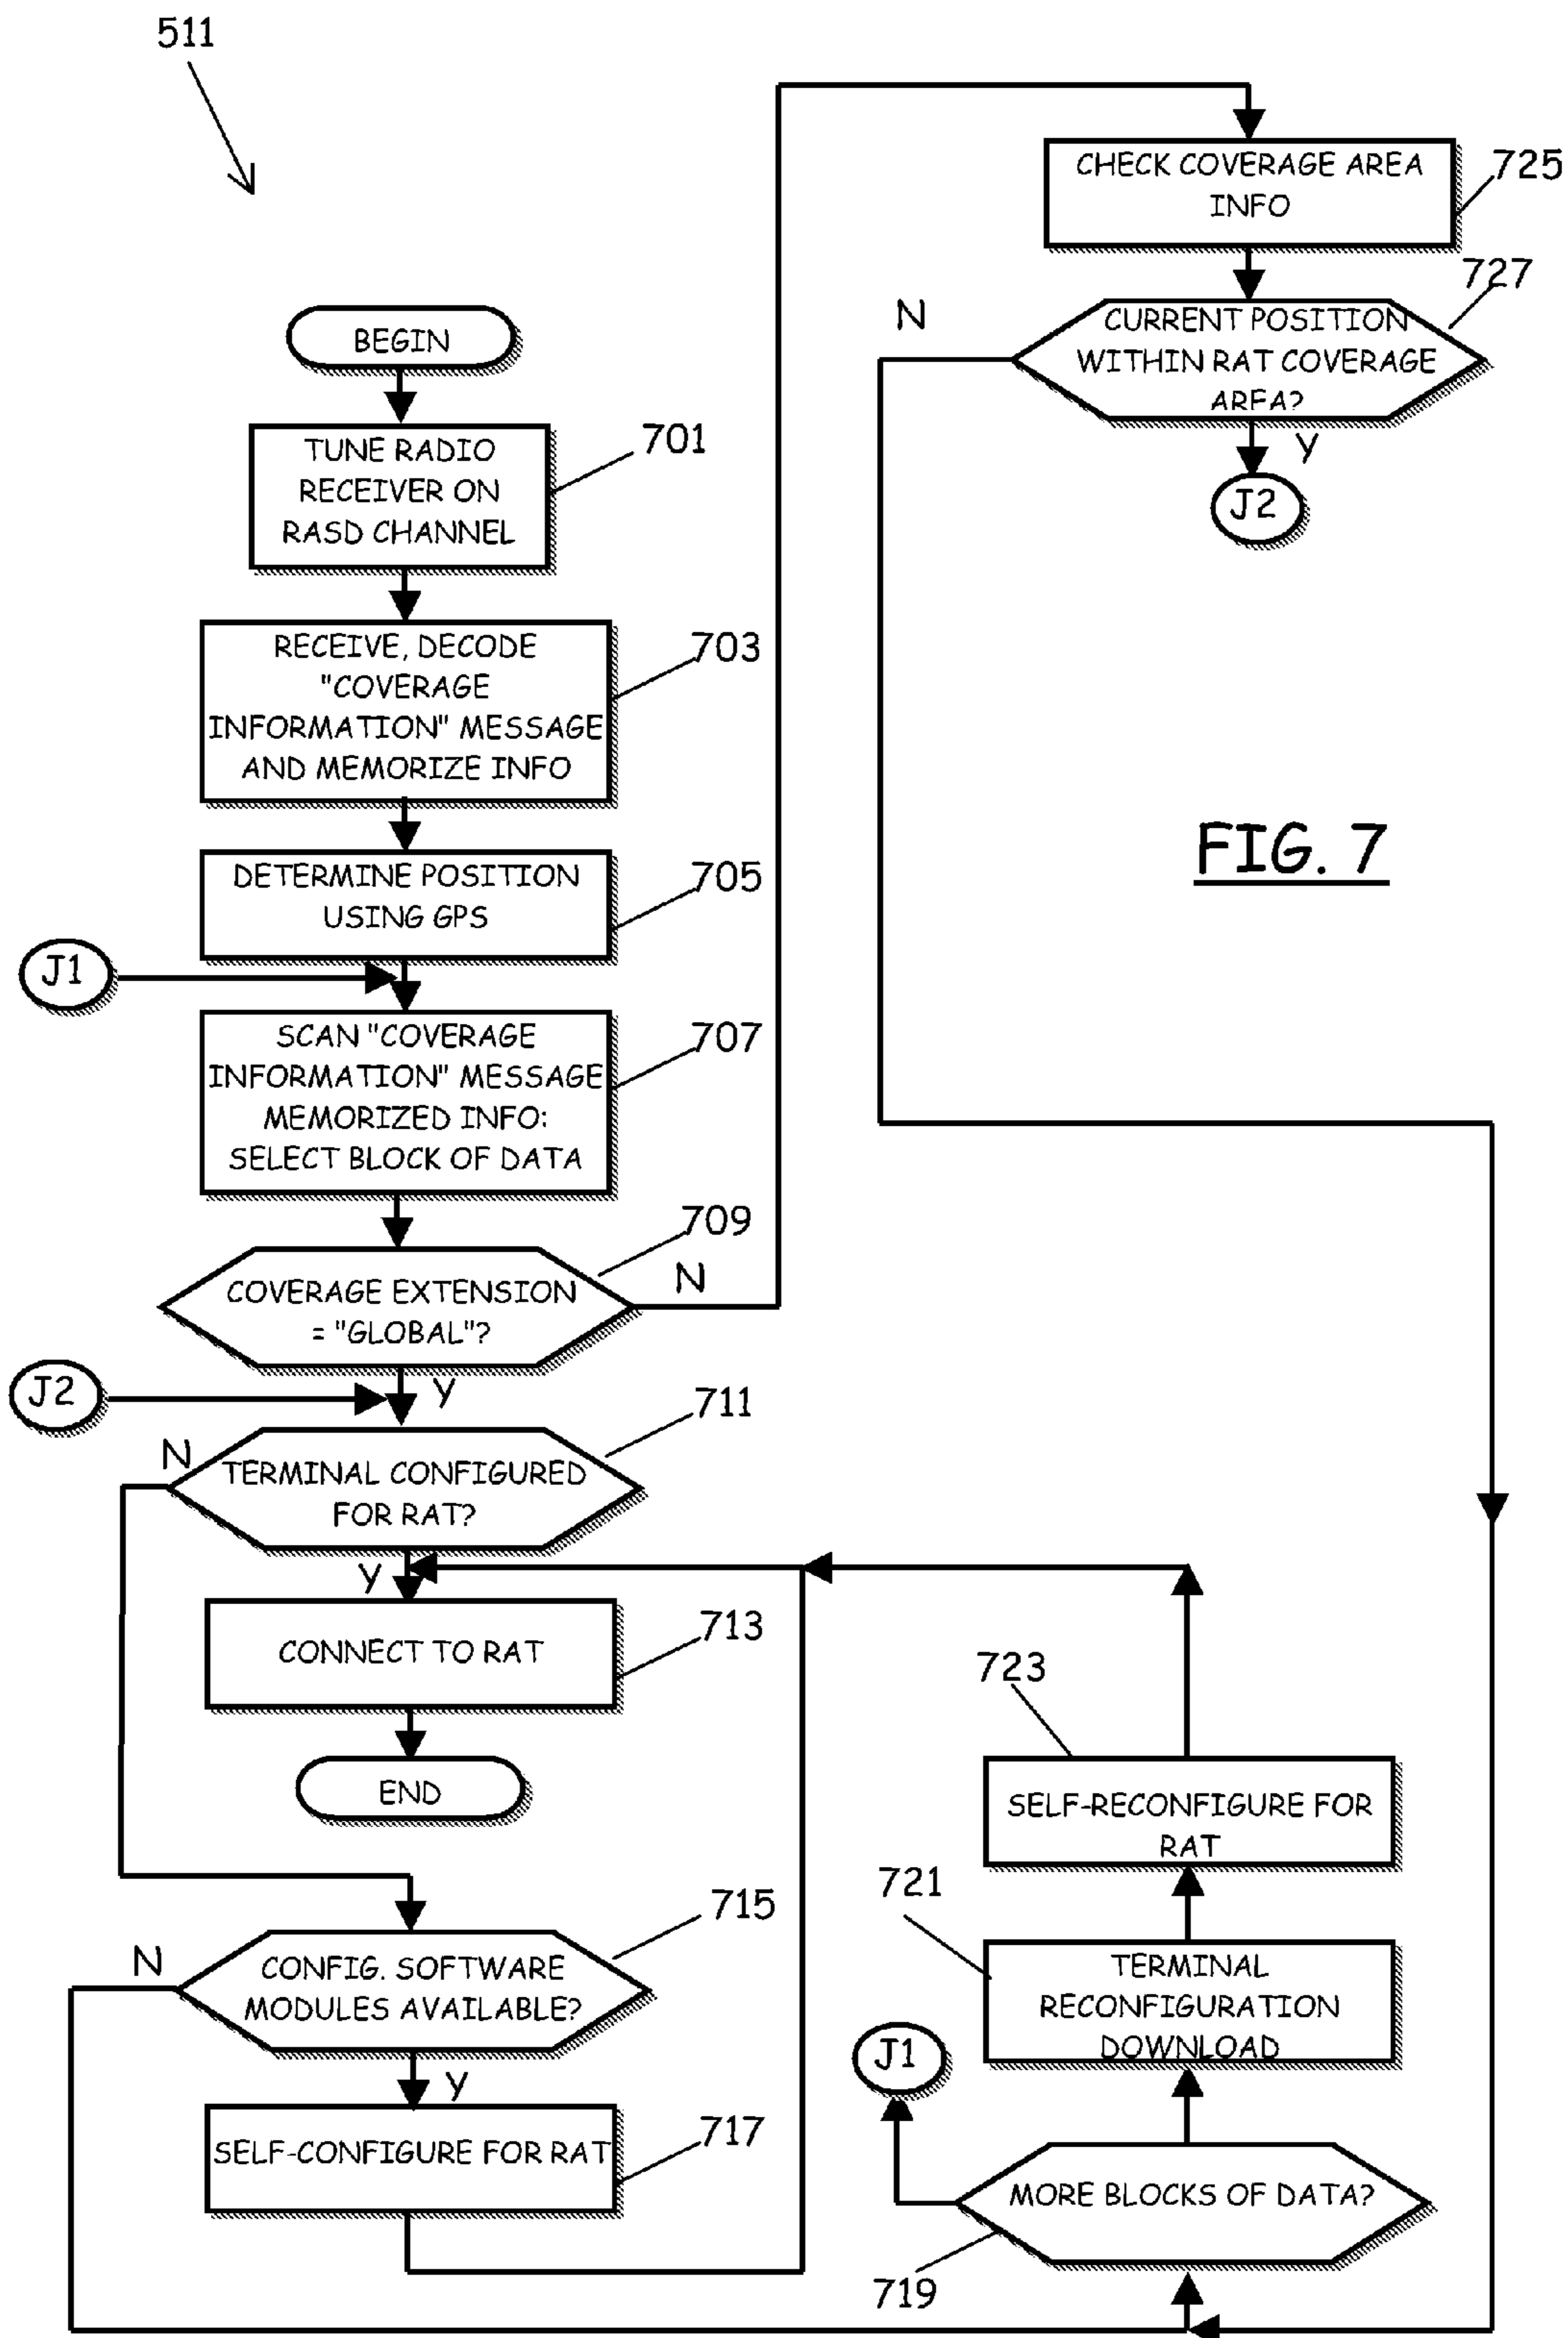 511
BEGIN
TUNE RADIO
RECEIVER ON
RASD CHANNEL
701
RECEIVE, DECODE
"COVERAGE
INFORMATION" MESSAGE
AND MEMORIZE INFO
703
DETERMINE POSITION
USING GPS
705
J1
SCAN "COVERAGE
INFORMATION" MESSAGE
MEMORIZED INFO:
SELECT BLOCK OF DATA
707
COVERAGE EXTENSION
= "GLOBAL"?
709
N
Y
J2
TERMINAL CONFIGURED
FOR RAT?
711
N
Y
CONNECT TO RAT
713
END
CONFIG. SOFTWARE
MODULES AVAILABLE?
715
N
Y
SELF-CONFIGURE FOR RAT
717
CHECK COVERAGE AREA
INFO
725
CURRENT POSITION
WITHIN RAT COVERAGE
AREA?
727
N
Y
J2
FIG. 7
723
SELF-RECONFIGURE FOR
RAT
721
TERMINAL
RECONFIGURATION
DOWNLOAD
J1
MORE BLOCKS OF DATA?
719